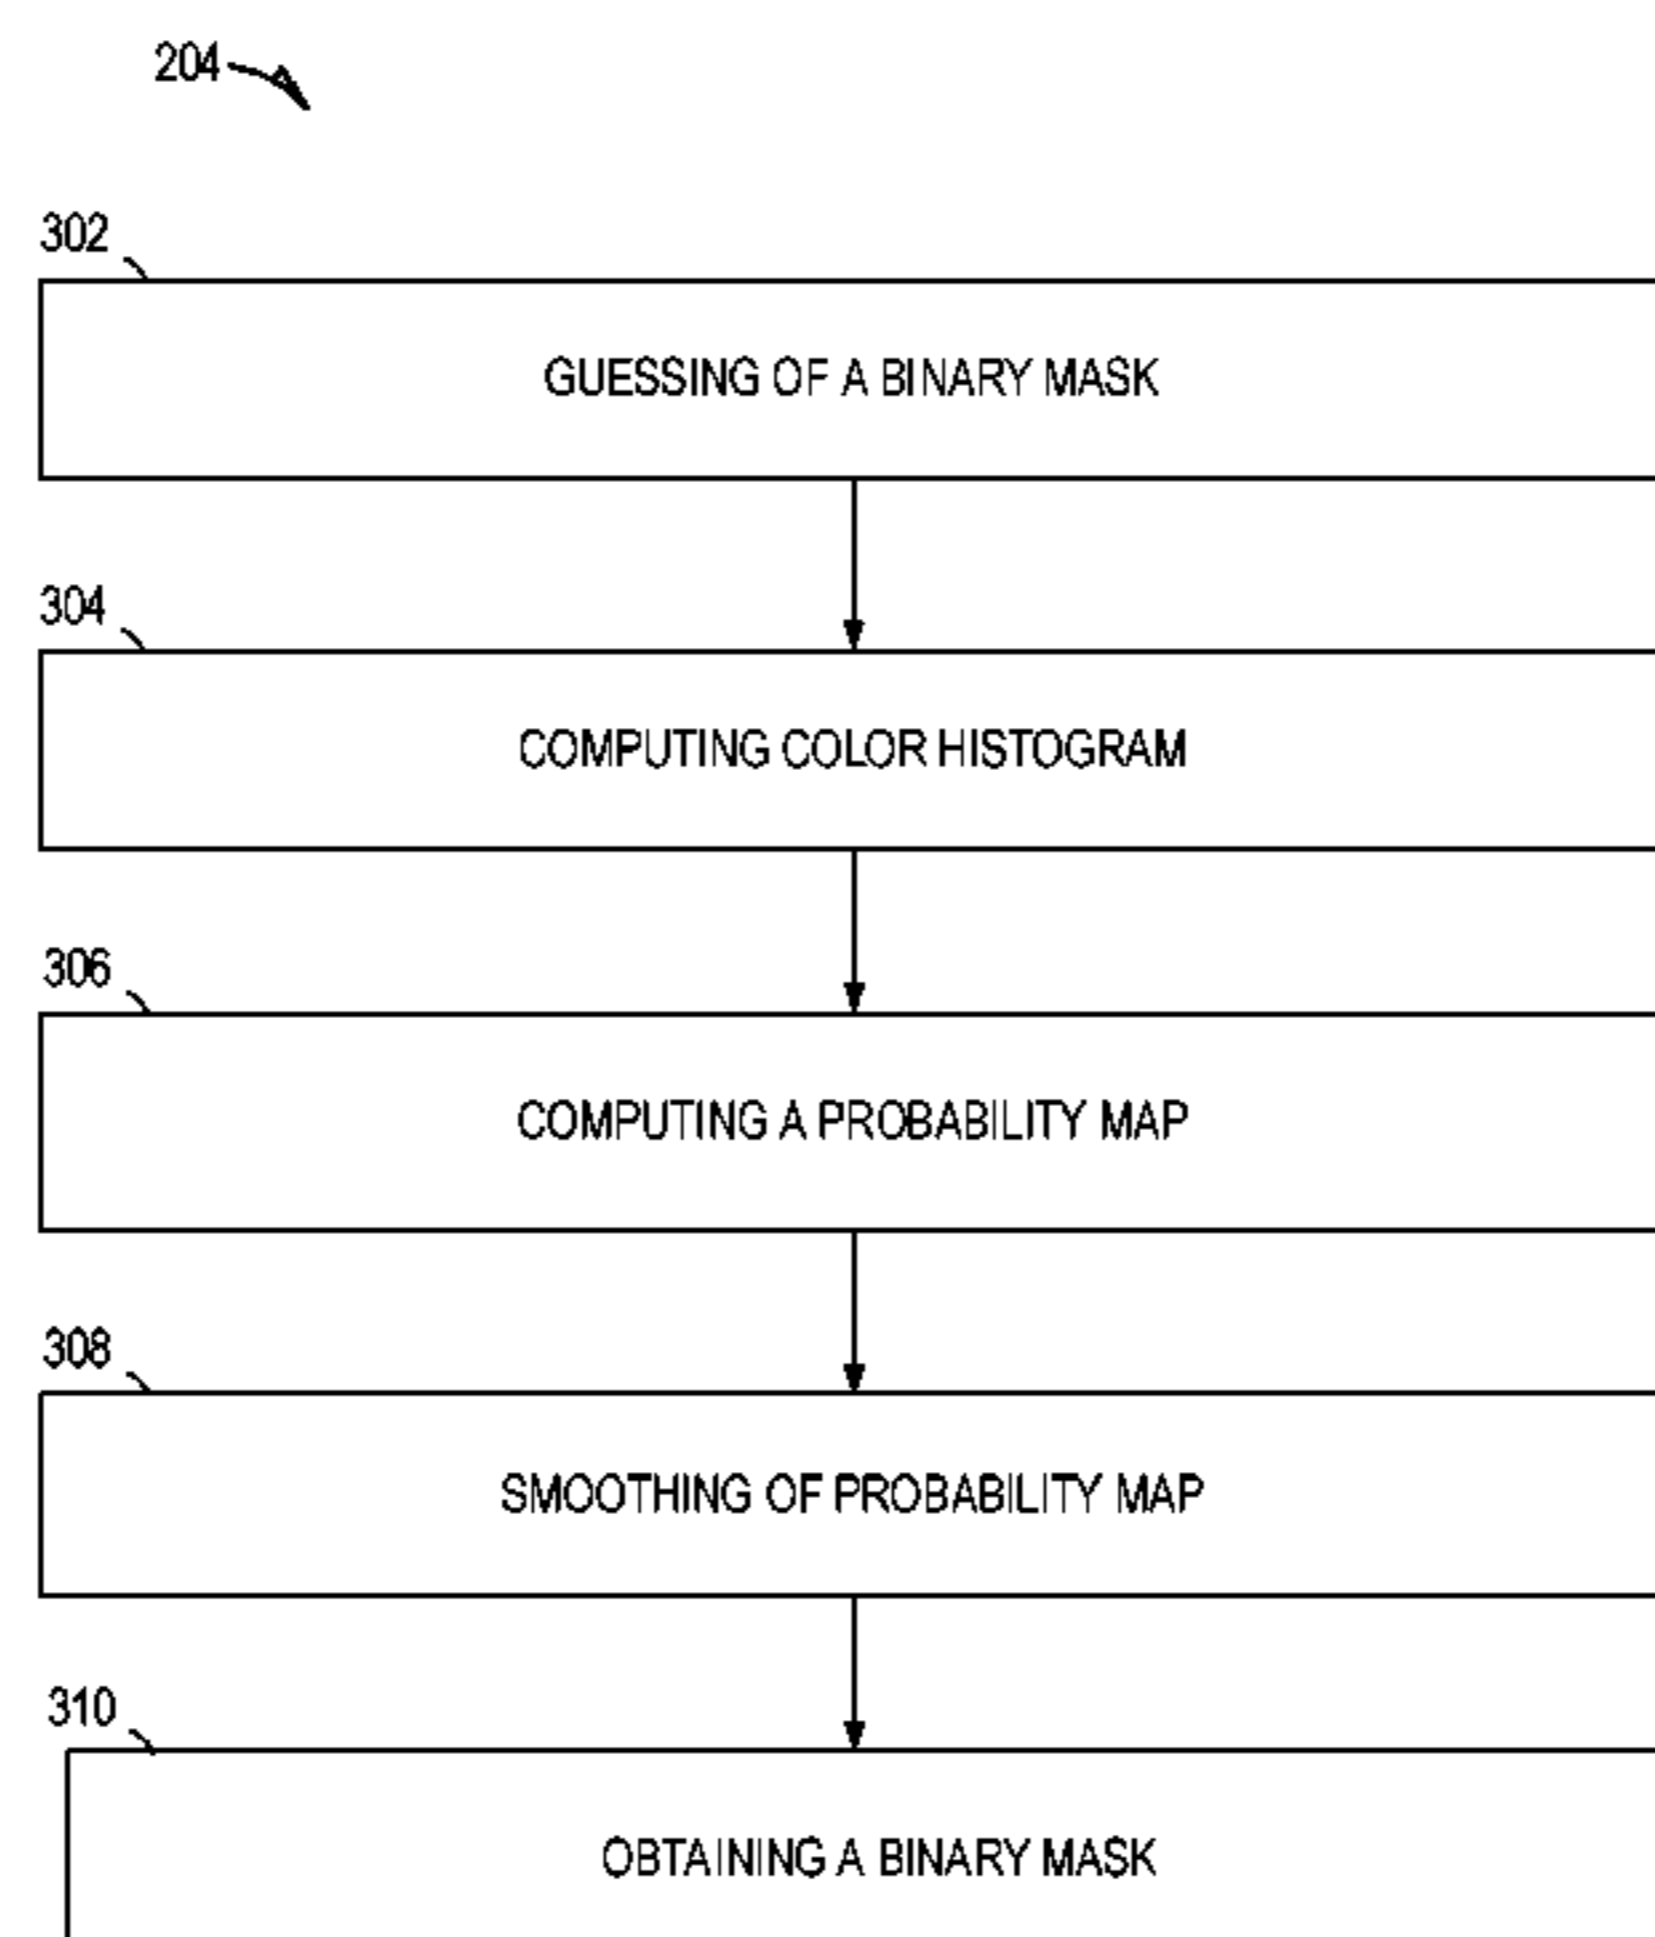 204
302
GUESSING OF A BINARY MASK
304
COMPUTING COLOR HISTOGRAM
306
COMPUTING A PROBABILITY MAP
308
SMOOTHING OF PROBABILITY MAP
310
OBTAINING A BINARY MASK